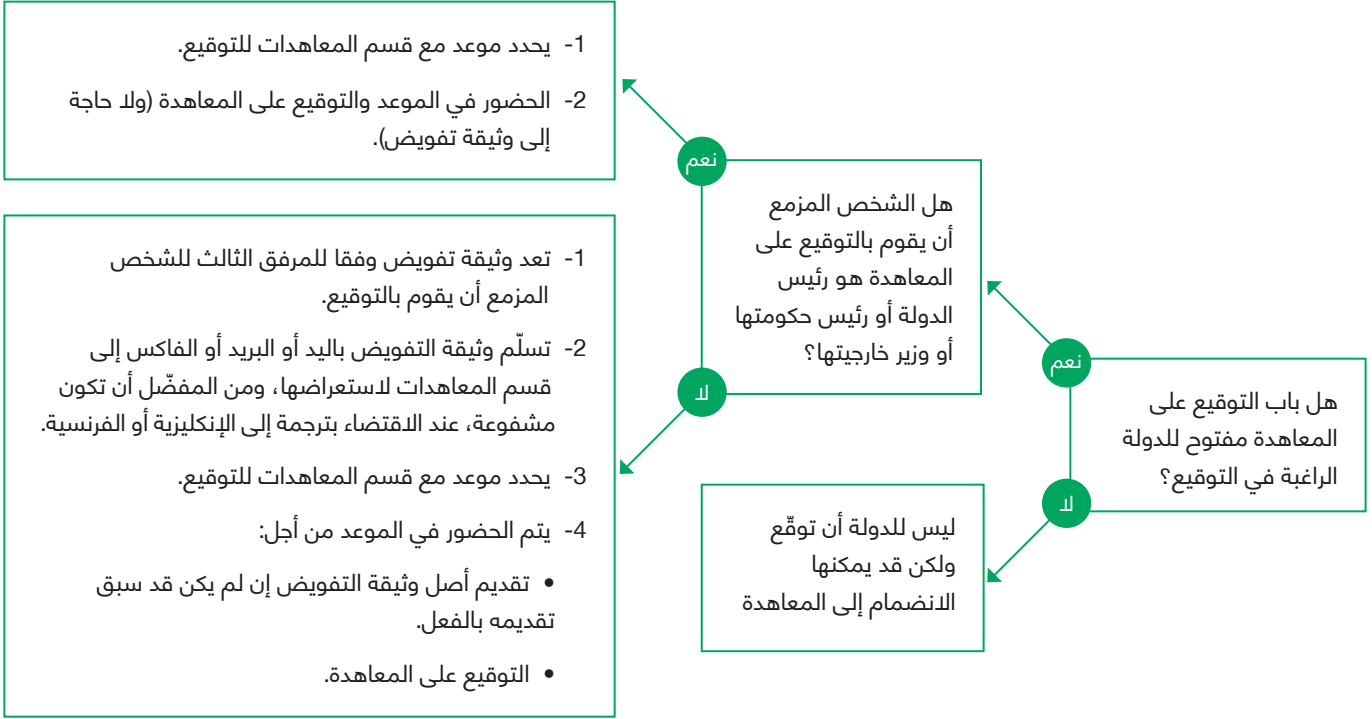 هل باب التوقيع على
المعاهدة مفتوح للدولة
الراغبة في التوقيع؟
نعم
لا
هل الشخص المزمع
أن يقوم بالتوقيع على
المعاهدة هو رئيس
الدولة أو رئيس حكومتها
أو وزير خارجيتها؟
ليس للدولة أن توقّع
ولكن قد يمكنها
الانضمام إلى المعاهدة
نعم
لا
1- يحدد موعد مع قسم المعاهدات للتوقيع.
2- الحضور في الموعد والتوقيع على المعاهدة (ولا حاجة
إلى وثيقة تفويض).
1- تعد وثيقة تفويض وفقا للمرفق الثالث للشخص
المزمع أن يقوم بالتوقيع.
2- تسلّم وثيقة التفويض باليد أو البريد أو الفاكس إلى
قسم المعاهدات لاستعراضها، ومن المفضّل أن تكون
مشفوعة، عند الاقتضاء بترجمة إلى الإنكليزية أو الفرنسية.
3- يحدد موعد مع قسم المعاهدات للتوقيع.
4- يتم الحضور في الموعد من أجل:
• تقديم أصل وثيقة التفويض إن لم يكن قد سبق
تقديمه بالفعل.
• التوقيع على المعاهدة.